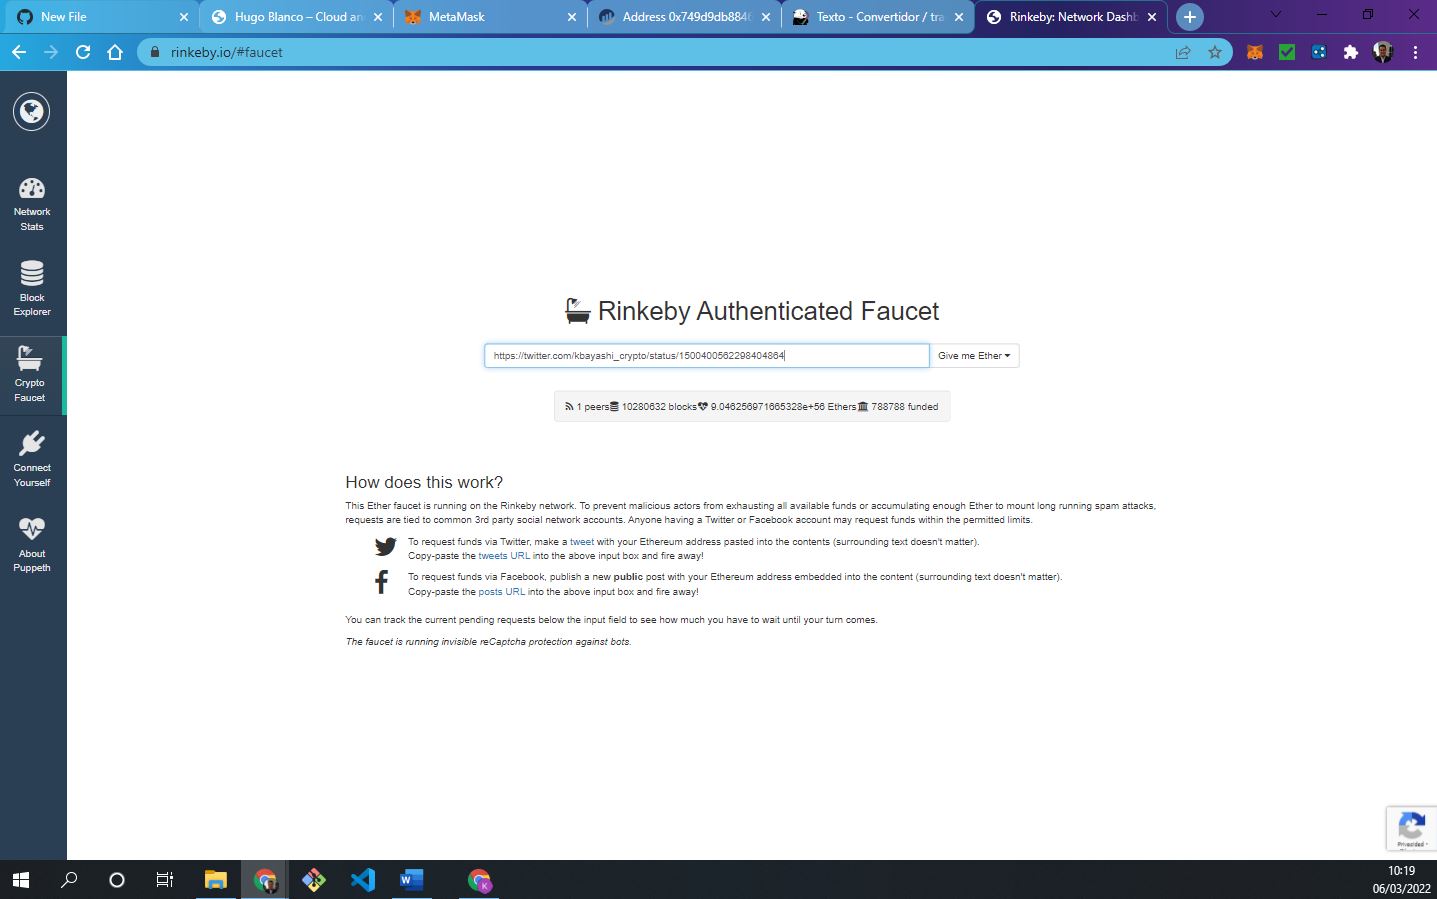 New File
Hugo Blanco – Cloud an
MetaMask
Address 0x749d9db8846
Texto - Convertidor / tra
Rinkeby: Network Dashb
rinkeby.io/#faucet
Network
Stats
Block
Explorer
Crypto
Faucet
Connect
Yourself
About
Puppeth
Rinkeby Authenticated Faucet
https://twitter.com/kbayashi_crypto/status/1500400562298404864
Give me Ether
1 peers 10280632 blocks 9.046256971665328e+56 Ethers 788788 funded
How does this work?
This Ether faucet is running on the Rinkeby network. To prevent malicious actors from exhausting all available funds or accumulating enough Ether to mount long running spam attacks,
requests are tied to common 3rd party social network accounts. Anyone having a Twitter or Facebook account may request funds within the permitted limits.
To request funds via Twitter, make a tweet with your Ethereum address pasted into the contents (surrounding text doesn't matter).
Copy-paste the tweets URL into the above input box and fire away!
To request funds via Facebook, publish a new public post with your Ethereum address embedded into the content (surrounding text doesn't matter).
Copy-paste the posts URL into the above input box and fire away!
You can track the current pending requests below the input field to see how much you have to wait until your turn comes.
The faucet is running invisible reCaptcha protection against bots.
Privacidad -
K
10:19
06/03/2022